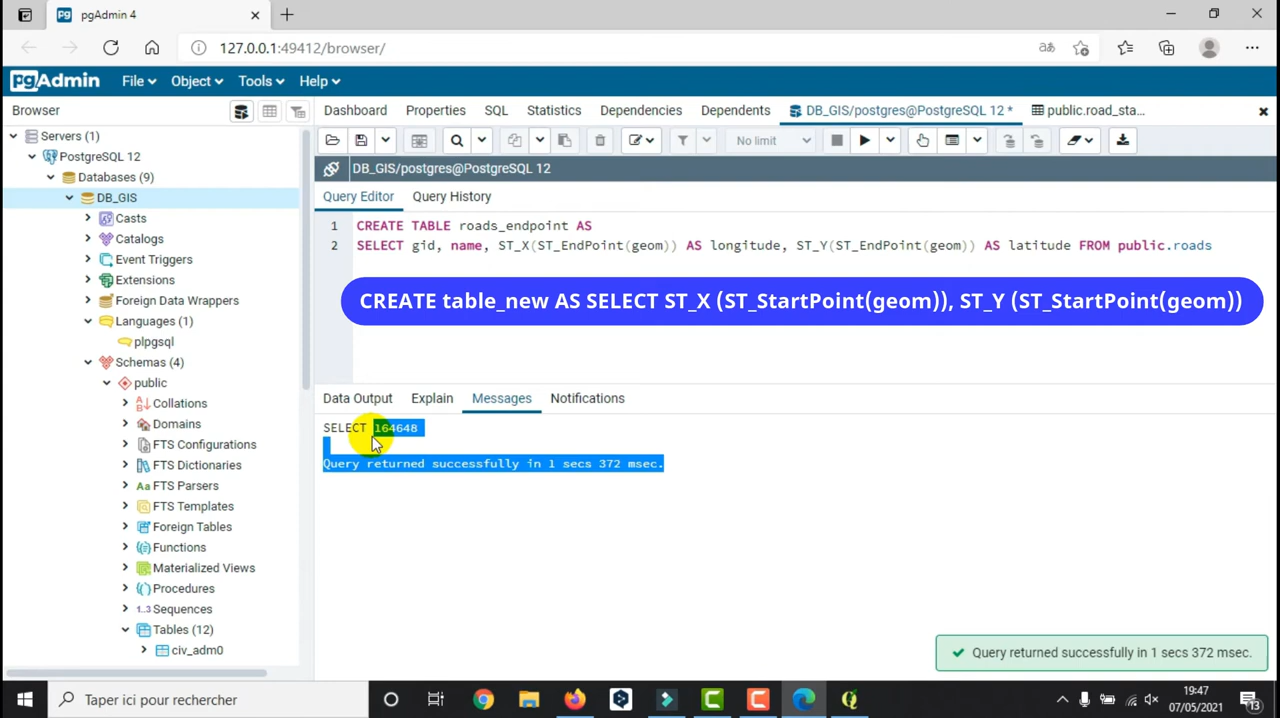 pgAdmin 4
127.0.0.1:49412/browser/
pgAdmin File Object Tools Help
Browser
Dashboard Properties SQL Statistics Dependencies Dependents DB_GIS/postgres@PostgreSQL 12 * public.road_sta...
No limit
DB_GIS/postgres@PostgreSQL 12
Query Editor Query History
1 CREATE TABLE roads_endpoint AS
2 SELECT gid, name, ST_X(ST_EndPoint(geom)) AS longitude, ST_Y(ST_EndPoint(geom)) AS latitude FROM public.roads
CREATE table_new AS SELECT ST_X (ST_StartPoint(geom)), ST_Y (ST_StartPoint(geom))
Data Output Explain Messages Notifications
SELECT 164648
Query returned successfully in 1 secs 372 msec.
Servers (1)
PostgreSQL 12
Databases (9)
DB_GIS
Casts
Catalogs
Event Triggers
Extensions
Foreign Data Wrappers
Languages (1)
plpgsql
Schemas (4)
public
Collations
Domains
FTS Configurations
FTS Dictionaries
Aa FTS Parsers
FTS Templates
Foreign Tables
Functions
Materialized Views
Procedures
1..3 Sequences
Tables (12)
civ_adm0
Query returned successfully in 1 secs 372 msec.
Taper ici pour rechercher
19:47
07/05/2021
13